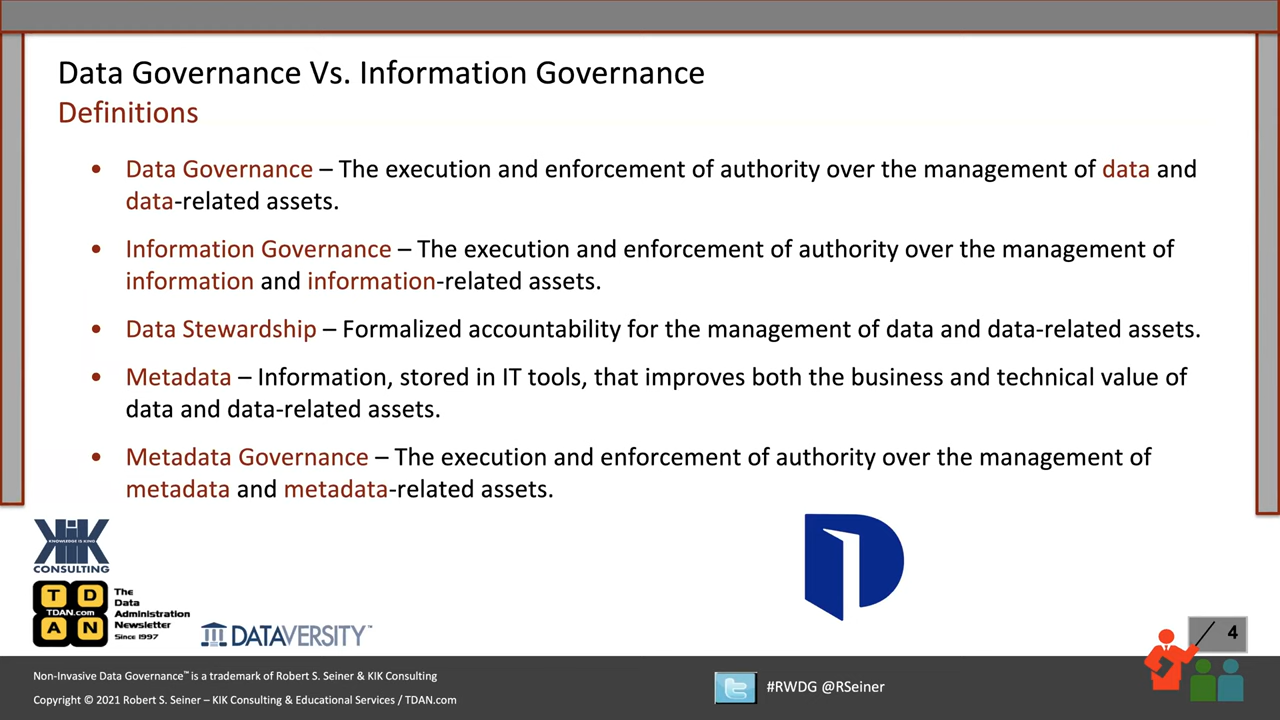 Data Governance Vs. Information Governance
Definitions
• Data Governance – The execution and enforcement of authority over the management of data and
data-related assets.
• Information Governance – The execution and enforcement of authority over the management of
information and information-related assets.
• Data Stewardship – Formalized accountability for the management of data and data-related assets.
• Metadata – Information, stored in IT tools, that improves both the business and technical value of
data and data-related assets.
• Metadata Governance – The execution and enforcement of authority over the management of
metadata and metadata-related assets.
KIK
KNOWLEDGE IS KING
CONSULTING
T D
TDAN.com
A N
The
Data
Administration
Newsletter
Since 1997
DATAVERSITY™
D
4
Non-Invasive Data Governance™ is a trademark of Robert S. Seiner & KIK Consulting
Copyright © 2021 Robert S. Seiner – KIK Consulting & Educational Services / TDAN.com
#RWDG @RSeiner